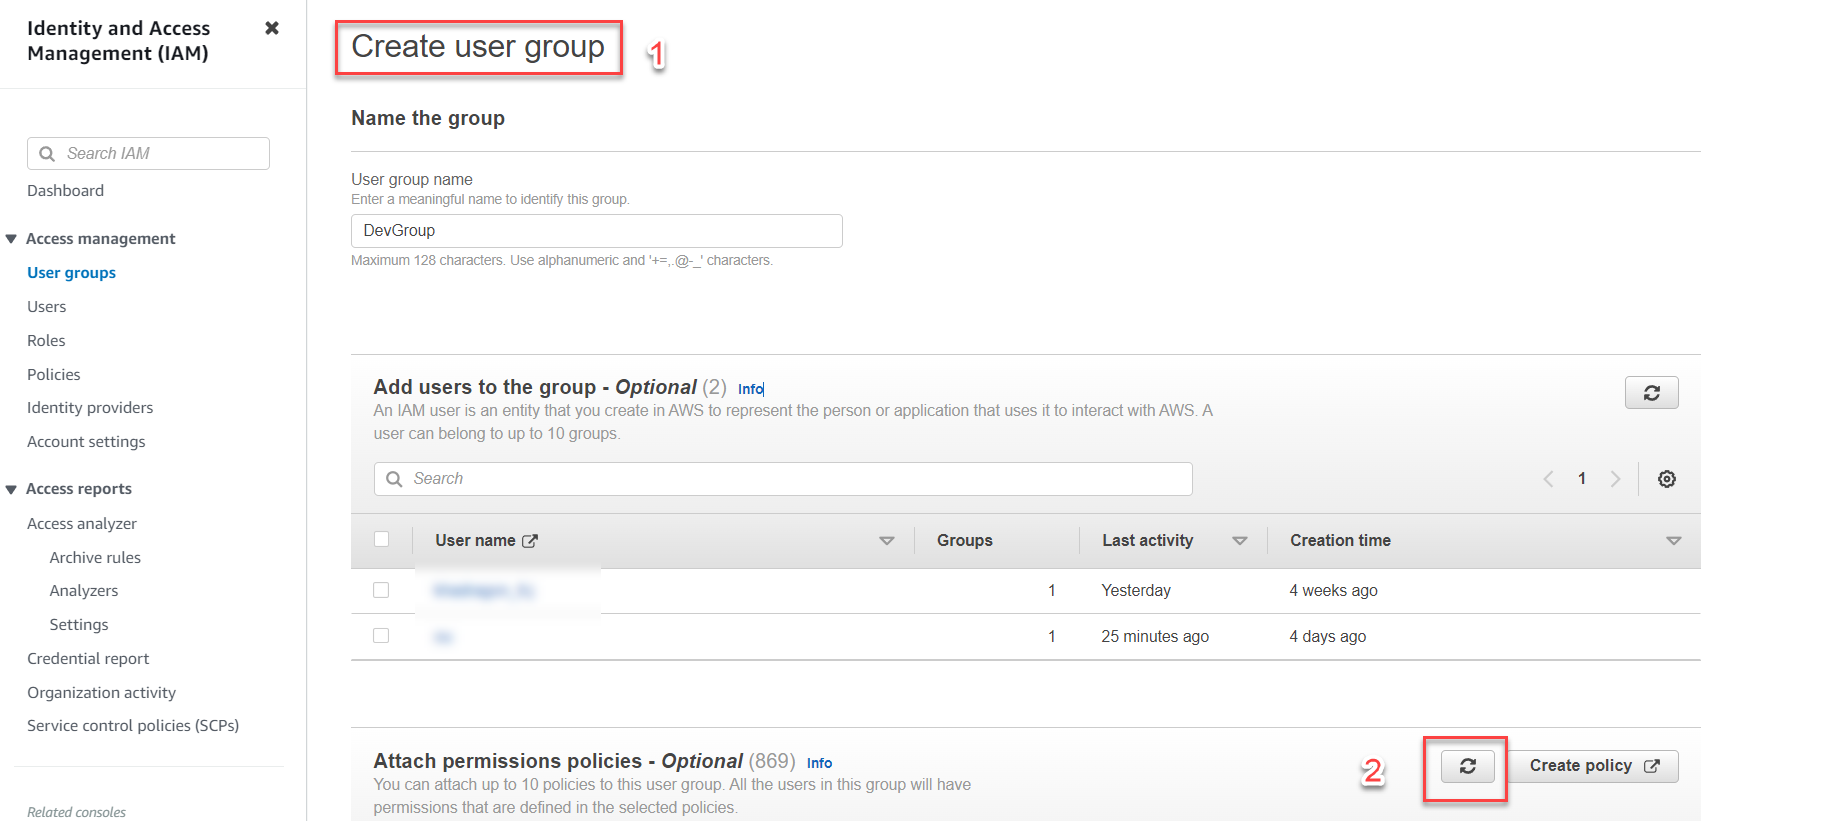 Identity and Access
Management (IAM)
Search IAM
Dashboard
Access management
User groups
Users
Roles
Policies
Identity providers
Account settings
Access reports
Access analyzer
Archive rules
Analyzers
Settings
Credential report
Organization activity
Service control policies (SCPs)
Related consoles
Create user group 1
Name the group
User group name
Enter a meaningful name to identify this group.
DevGroup
Maximum 128 characters. Use alphanumeric and '+=,.@-_' characters.
Add users to the group - Optional (2) Info
An IAM user is an entity that you create in AWS to represent the person or application that uses it to interact with AWS. A
user can belong to up to 10 groups.
Search 1
User name Groups Last activity Creation time
1 Yesterday 4 weeks ago
1 25 minutes ago 4 days ago
Attach permissions policies - Optional (869) Info 2 Create policy
You can attach up to 10 policies to this user group. All the users in this group will have
permissions that are defined in the selected policies.